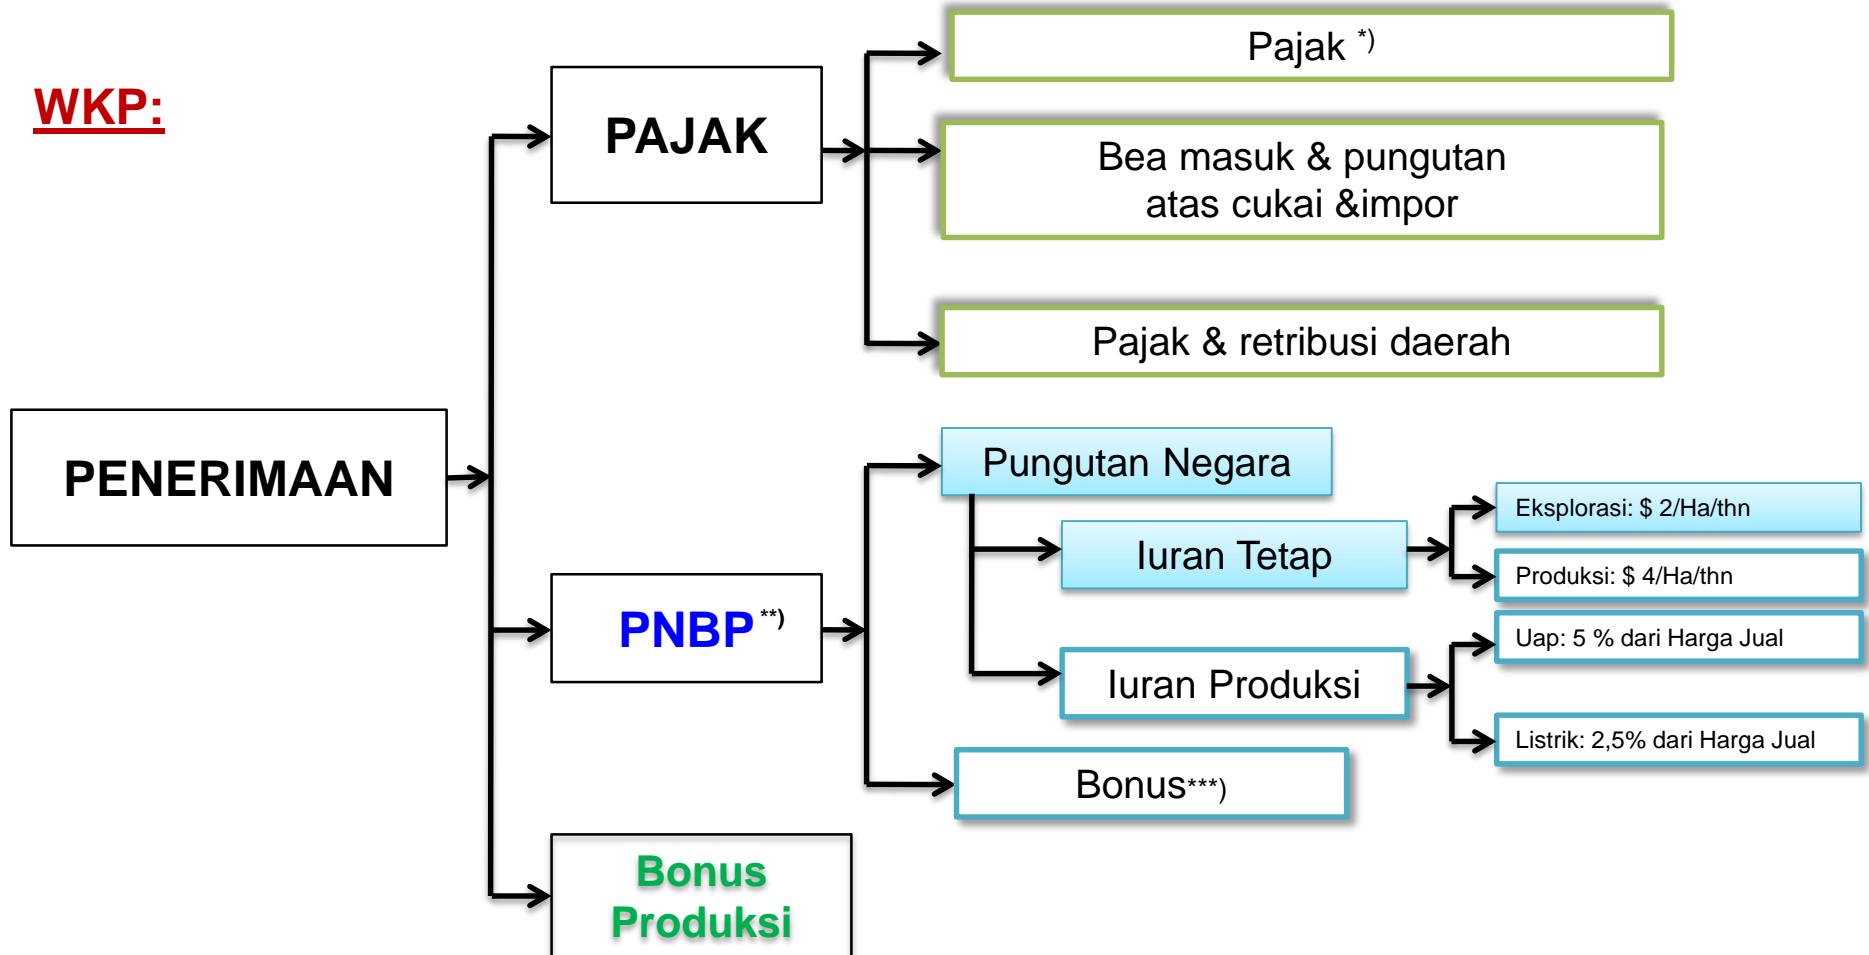 WKP:
PENERIMAAN
PAJAK
Pajak *)
Bea masuk & pungutan
atas cukai &impor
Pajak & retribusi daerah
PNBP **)
Pungutan Negara
Iuran Tetap
Eksplorasi: $ 2/Ha/thn
Produksi: $ 4/Ha/thn
Iuran Produksi
Uap: 5 % dari Harga Jual
Listrik: 2,5% dari Harga Jual
Bonus***)
Bonus
Produksi